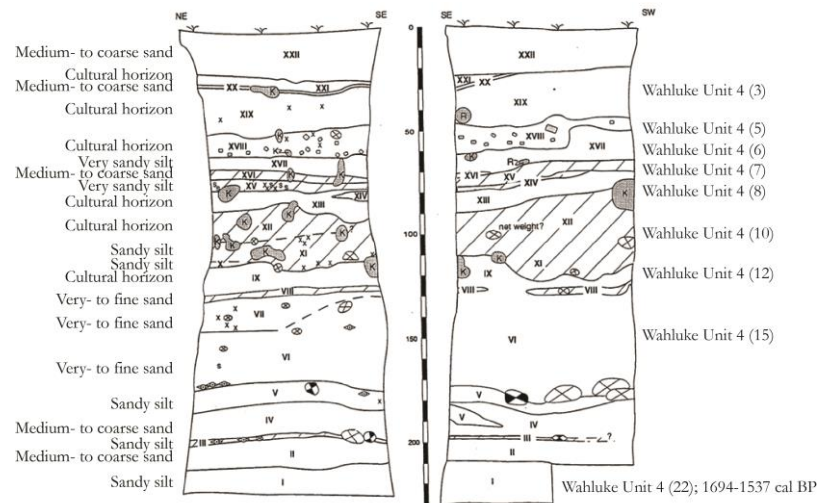 NE SE SE SW
0
Medium- to coarse sand
XXII XXII
Cultural horizon
Medium- to coarse sand
XX XXI XXI XX
K
Wahluke Unit 4 (3)
Cultural horizon
XIX XIX
R
50
Wahluke Unit 4 (5)
Cultural horizon
XVIII XVIII XVII
K K
Wahluke Unit 4 (6)
Very sandy silt
XVII K R
Medium- to coarse sand
XVI K K XVI XV
Wahluke Unit 4 (7)
Very sandy silt
XV XIV XIV
Wahluke Unit 4 (8)
K K
Cultural horizon
XIII XIII
Cultural horizon
K K XII XII
net weight?
100
Wahluke Unit 4 (10)
K K ?
Sandy silt
K XI XI
Sandy silt
X K K K
Cultural horizon
IX IX
Wahluke Unit 4 (12)
VIII VIII VIII
Very- to fine sand
VII
Very- to fine sand
Wahluke Unit 4 (15)
VI VI
150
Very- to fine sand
s
V V
Sandy silt
IV V IV
Medium- to coarse sand
Sandy silt
III III ?
200
Medium- to coarse sand
II II
Sandy silt
I I
Wahluke Unit 4 (22); 1694-1537 cal BP